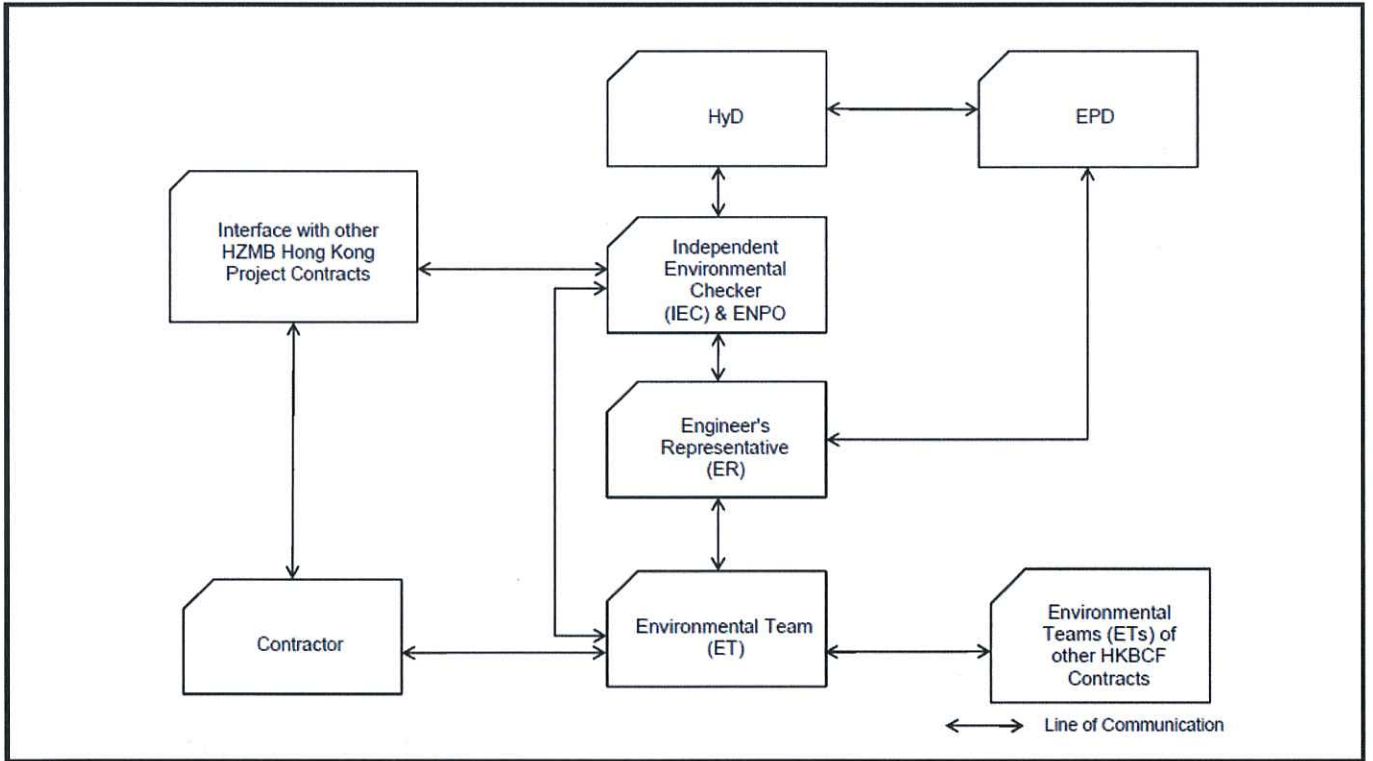 HyD
EPD
Interface with other
HZMB Hong Kong
Project Contracts
Independent
Environmental
Checker
(IEC) & ENPO
Engineer's
Representative
(ER)
Contractor
Environmental Team
(ET)
Environmental
Teams (ETs) of
other HKBCF
Contracts
Line of Communication